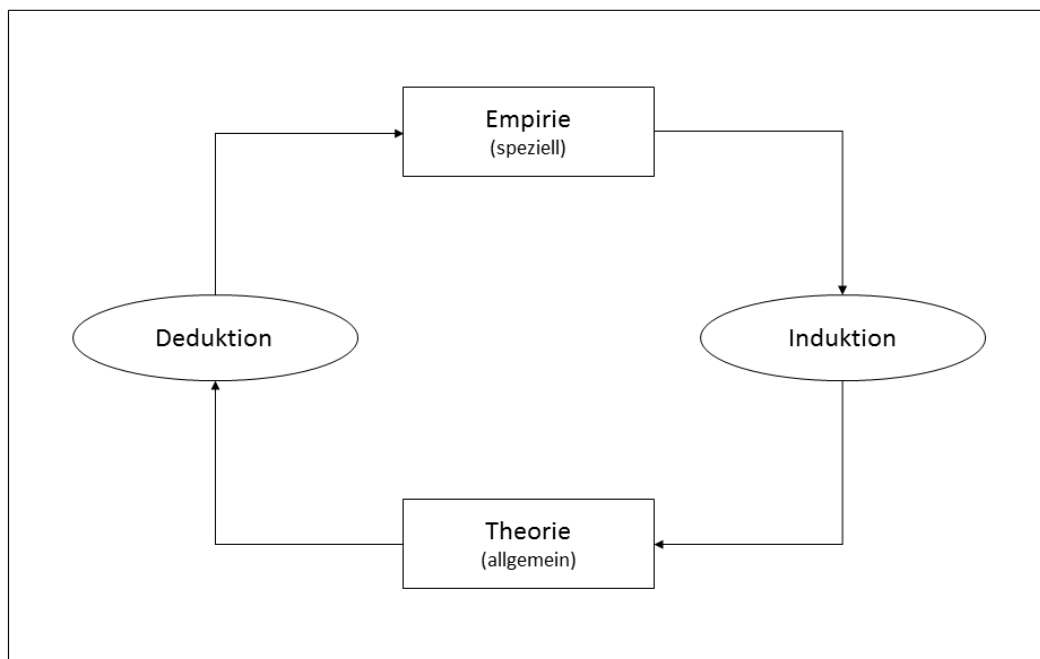 Empirie
(speziell)
Deduktion
Induktion
Theorie
(allgemein)